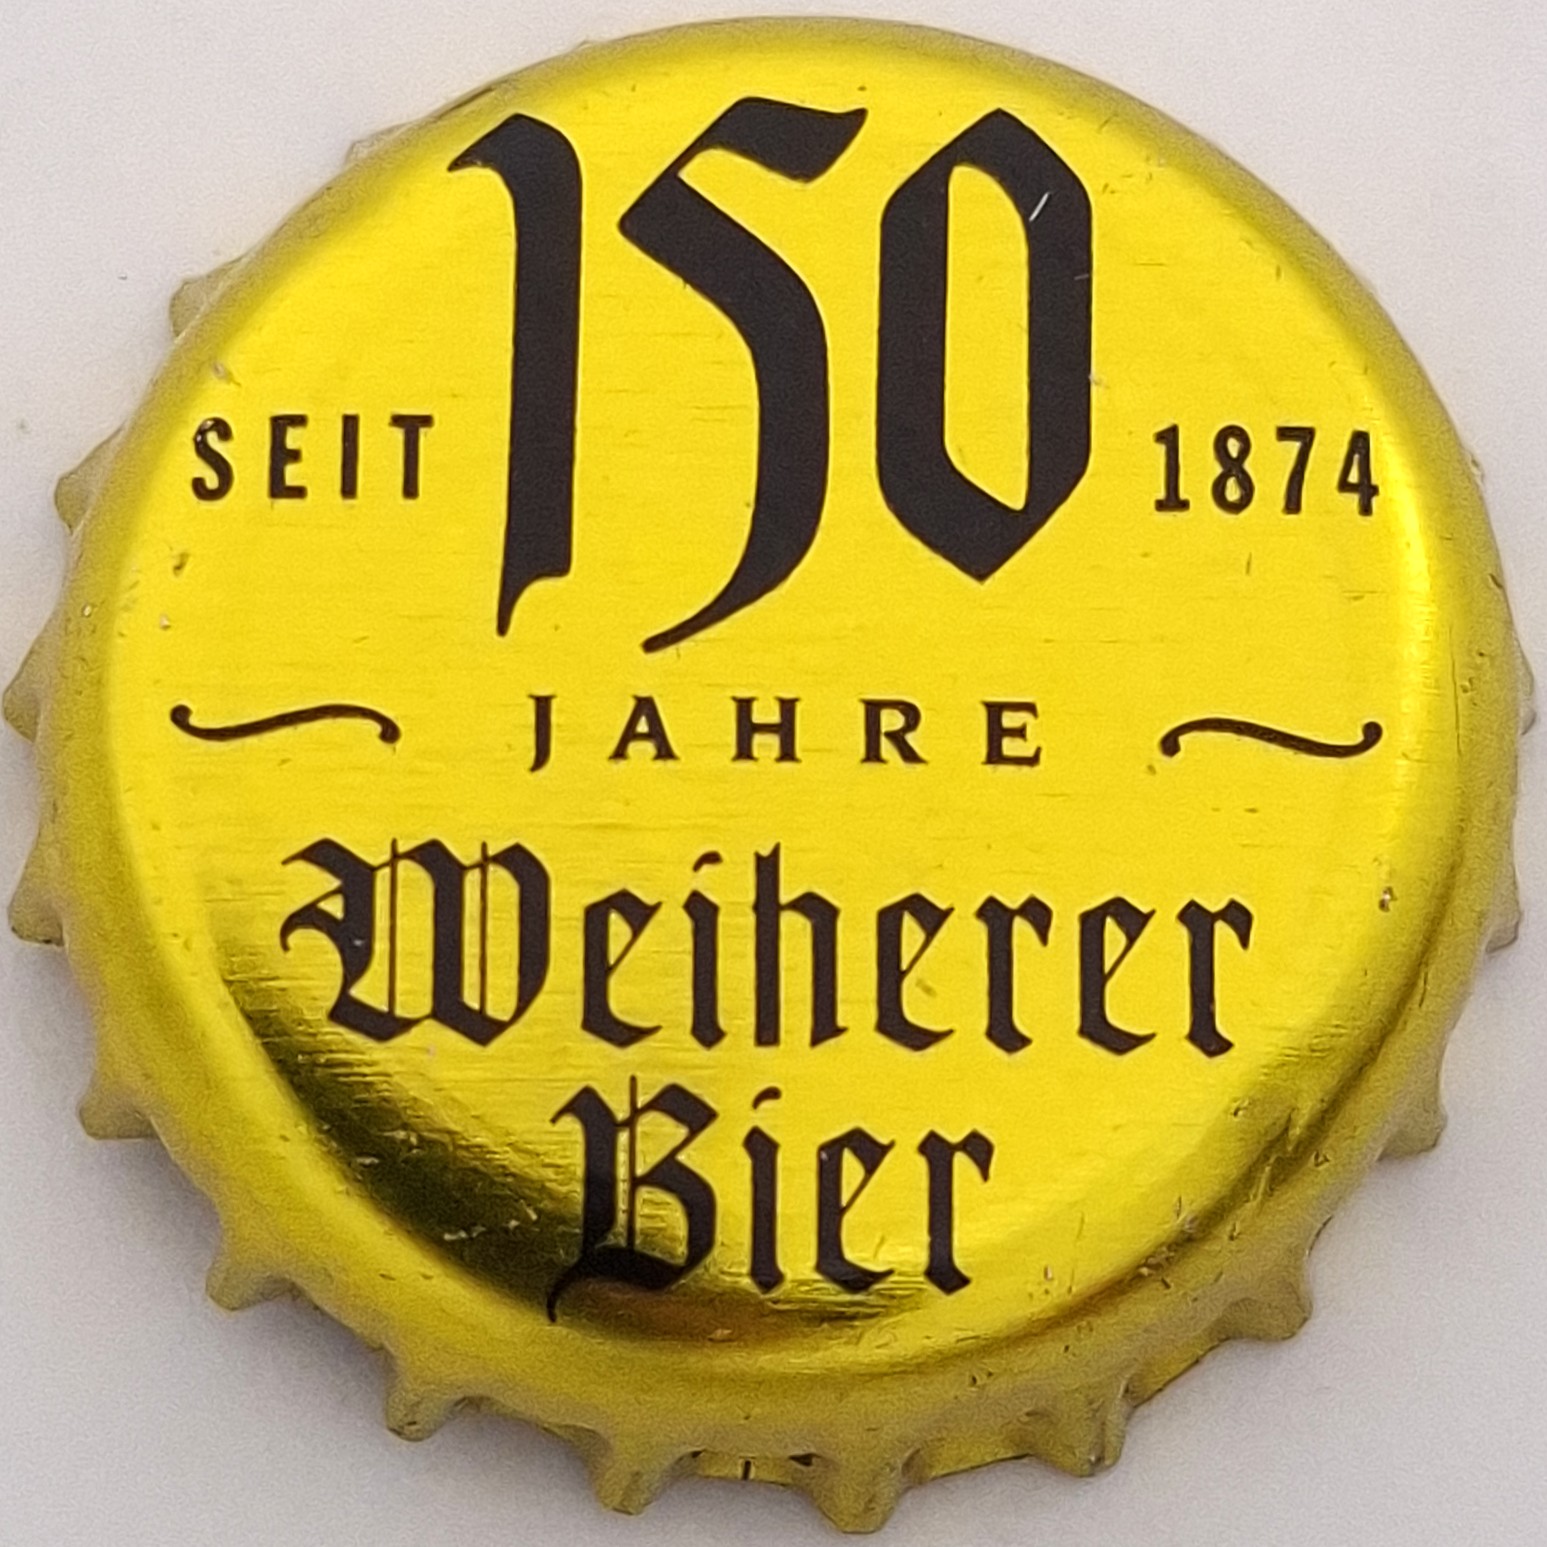 SEIT 150 1874
JAHRE
Weiherer
Bier